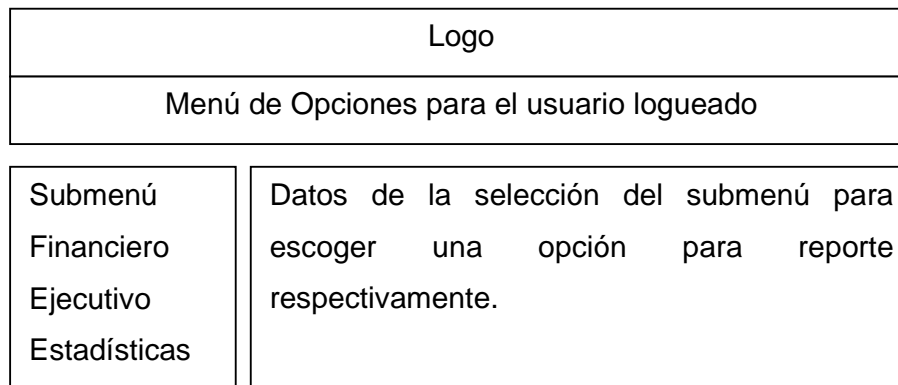 Logo
Menú de Opciones para el usuario logueado
Submenú
Financiero
Ejecutivo
Estadísticas
Datos de la selección del submenú para
escoger una opción para reporte
respectivamente.